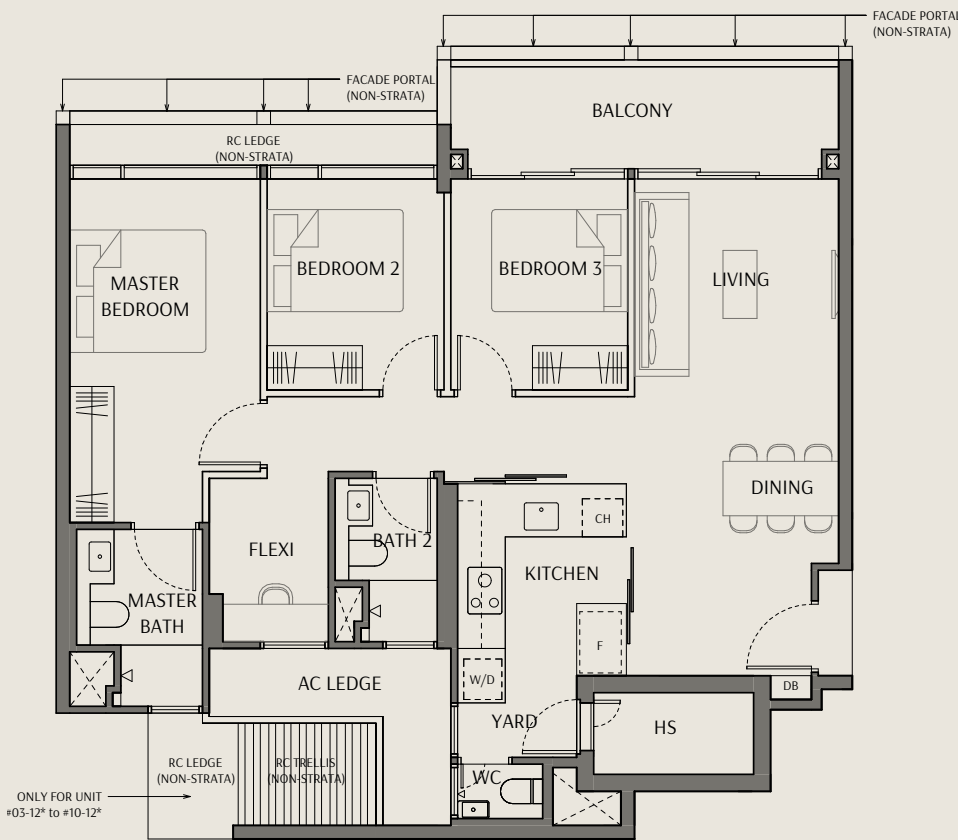 FACADE PORTAL
(NON-STRATA)
FACADE PORTAL
(NON-STRATA)
BALCONY
RC LEDGE
(NON-STRATA)
MASTER
BEDROOM
BEDROOM 2
BEDROOM 3
LIVING
DINING
CH
BATH 2
FLEXI
KITCHEN
MASTER
BATH
F
W/D
AC LEDGE
DB
YARD
HS
RC LEDGE
(NON-STRATA)
RC TRELLIS
(NON-STRATA)
WC
ONLY FOR UNIT
#03-12* to #10-12*